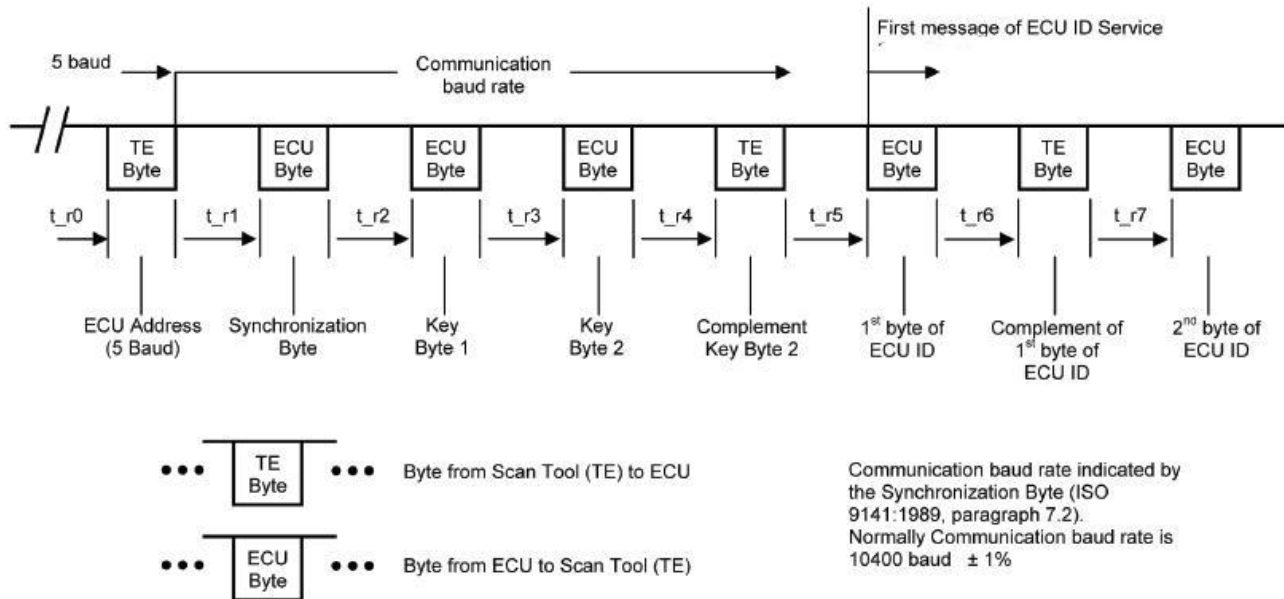 First message of ECU ID Service
5 baud
Communication
baud rate
TE
Byte
ECU
Byte
ECU
Byte
ECU
Byte
TE
Byte
ECU
Byte
TE
Byte
ECU
Byte
t_r0
t_r1
t_r2
t_r3
t_r4
t_r5
t_r6
t_r7
ECU Address
(5 Baud)
Synchronization
Byte
Key
Byte 1
Key
Byte 2
Complement
Key Byte 2
1st byte of
ECU ID
Complement of
1st byte of
ECU ID
2nd byte of
ECU ID
TE
Byte
Byte from Scan Tool (TE) to ECU
ECU
Byte
Byte from ECU to Scan Tool (TE)
Communication baud rate indicated by
the Synchronization Byte (ISO
9141:1989, paragraph 7.2).
Normally Communication baud rate is
10400 baud ± 1%